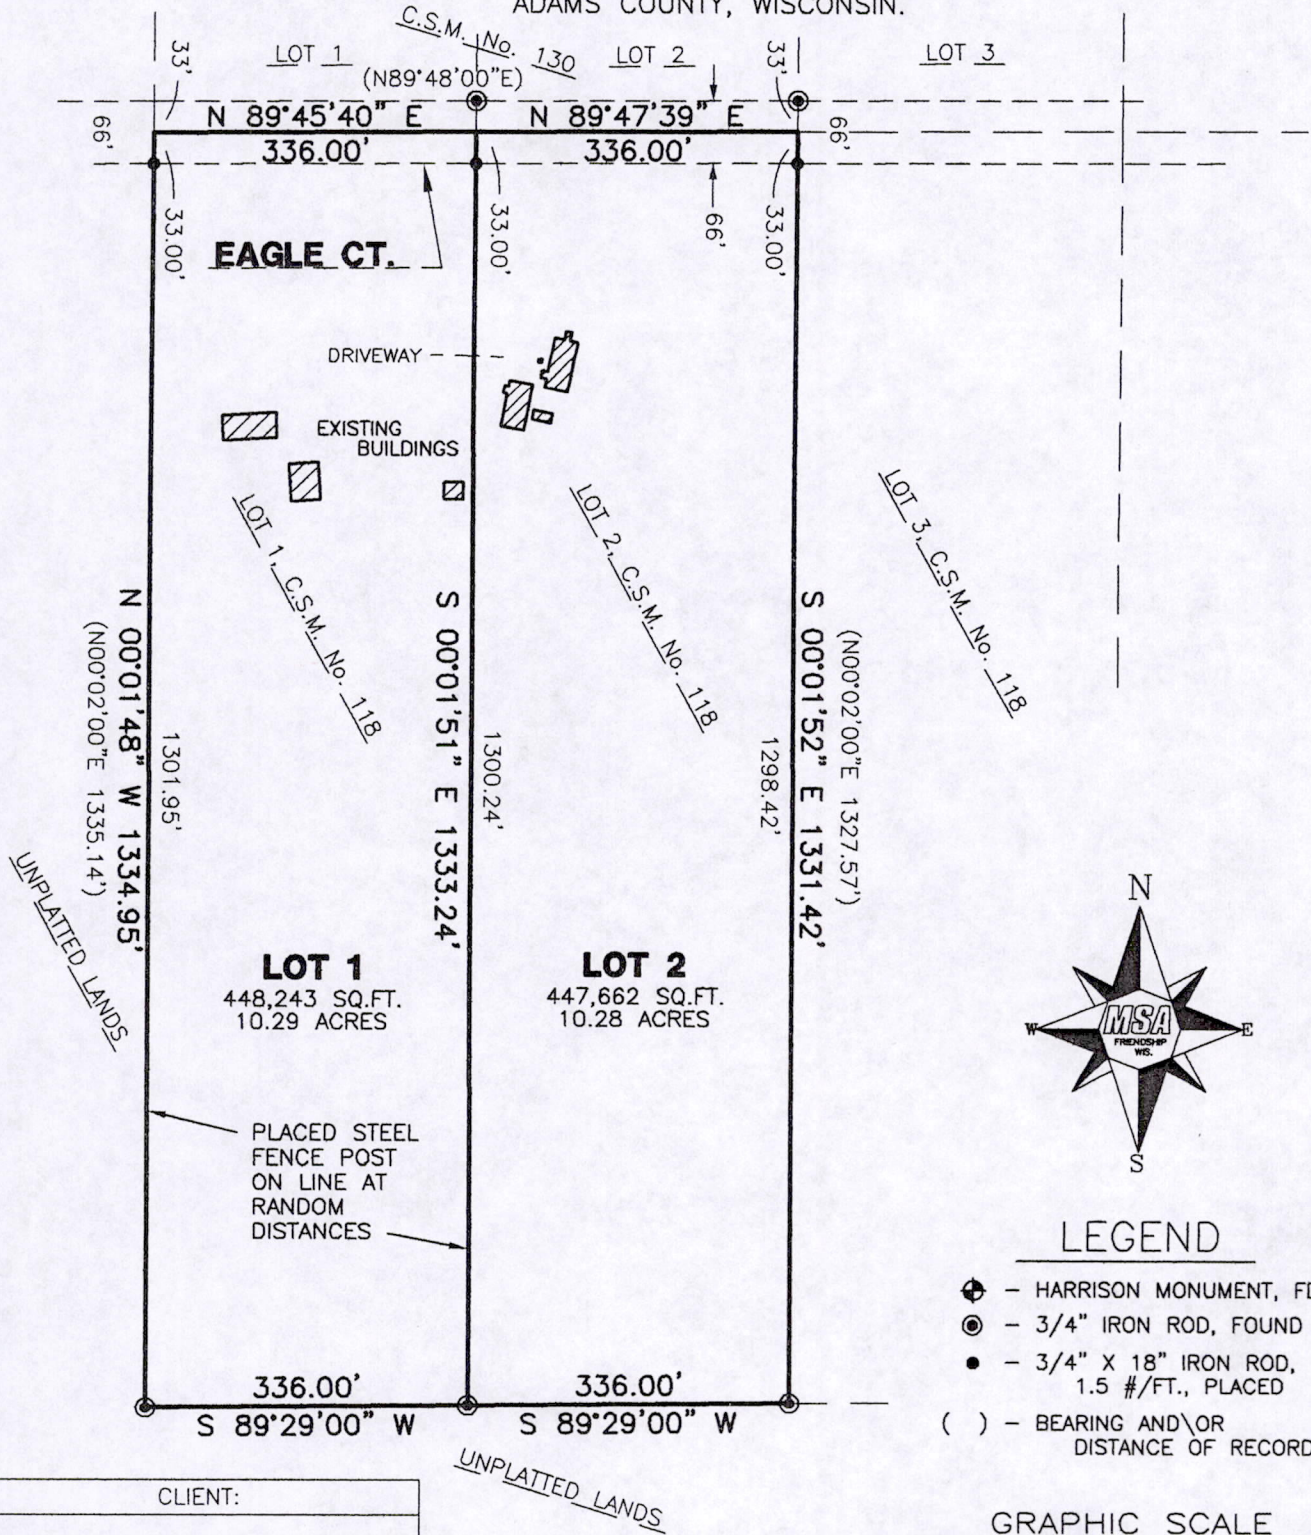 ADAMS COUNTY, WISCONSIN.
C.S.M. No. 130
33'
LOT 1
LOT 2
33'
LOT 3
(N89°48'00"E)
66'
N 89°45'40" E
N 89°47'39" E
66'
336.00'
336.00'
33.00'
33.00'
66'
33.00'
EAGLE CT.
DRIVEWAY
EXISTING
BUILDINGS
LOT 1, C.S.M. No. 118
LOT 2, C.S.M. No. 118
LOT 3, C.S.M. No. 118
N 00°01'48" W 1334.95'
(N00°02'00"E 1335.14')
1301.95'
S 00°01'51" E 1333.24'
1300.24'
1298.42'
S 00°01'52" E 1331.42'
(N00°02'00"E 1327.57')
UNPLATTED LANDS
LOT 1
448,243 SQ.FT.
10.29 ACRES
LOT 2
447,662 SQ.FT.
10.28 ACRES
N
W
MSA
FRIENDSHIP
WIS.
E
S
PLACED STEEL
FENCE POST
ON LINE AT
RANDOM
DISTANCES
LEGEND
– HARRISON MONUMENT,
– 3/4" IRON ROD, FOUND
– 3/4" X 18" IRON ROD,
1.5 #/FT., PLACED
( ) – BEARING AND\OR
DISTANCE OF RECORD
336.00'
336.00'
S 89°29'00" W
S 89°29'00" W
UNPLATTED LANDS
CLIENT:
GRAPHIC SCALE